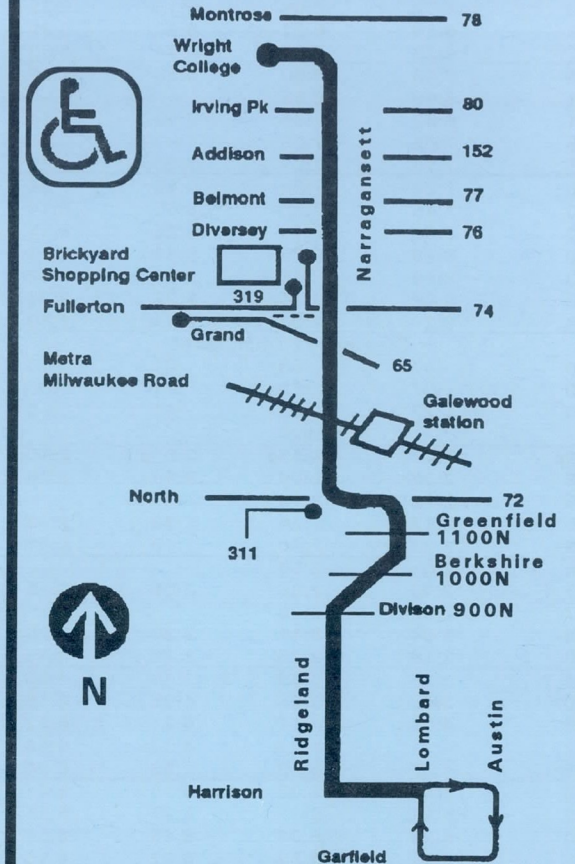 Montrose
78
Wright
College
Irving Pk
80
Addison
152
Narragansett
Belmont
77
Diversey
76
Brickyard
Shopping Center
319
Fullerton
74
Grand
65
Metra
Milwaukee Road
Galewood
station
North
72
311
Greenfield
1100N
Berkshire
1000N
Divison 900N
N
Ridgeland
Lombard
Austin
Harrison
Garfield